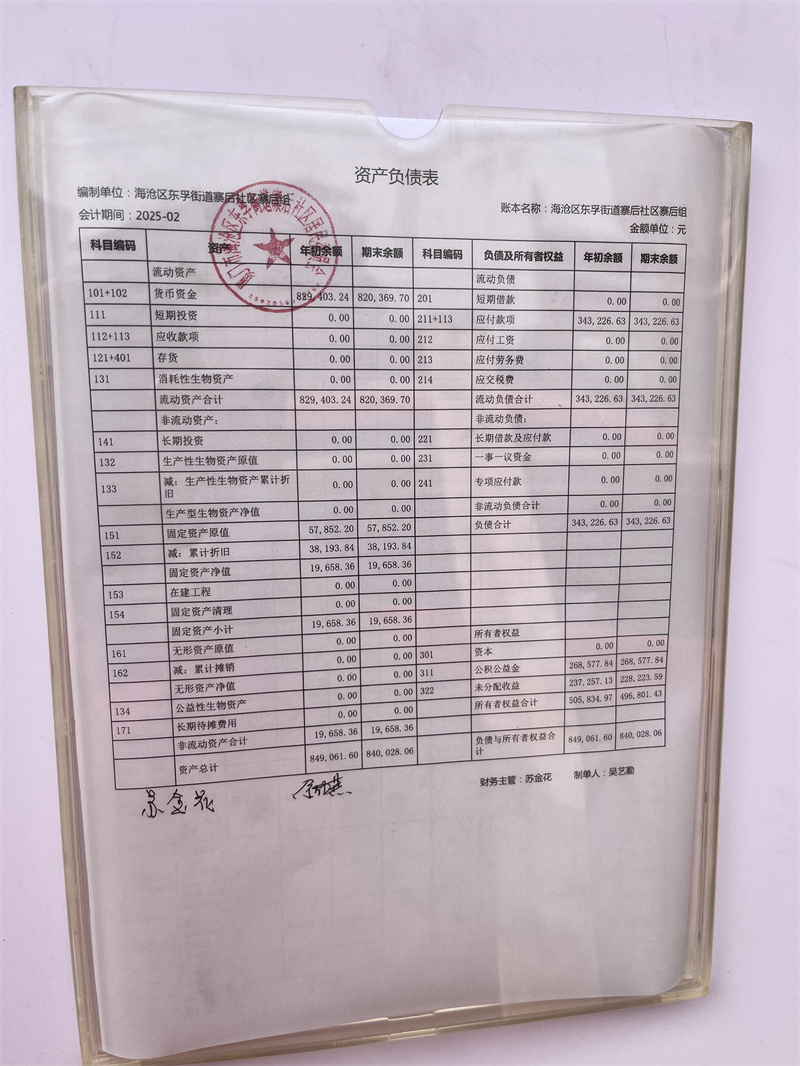 资产负债表
编制单位：海沧区东孚街道寨后社区寨后组
账本名称：海沧区东孚街道寨后社区寨后组
会计期间：2025-02
金额单位：元
科目编码 资产 年初余额 期末余额 科目编码 负债及所有者权益 年初余额 期末余额
流动资产 流动负债
101+102 货币资金 829,403.24 820,369.70 201 短期借款 0.00 0.00
111 短期投资 0.00 0.00 211+113 应付款项 343,226.63 343,226.63
112+113 应收款项 0.00 0.00 212 应付工资 0.00 0.00
121+401 存货 0.00 0.00 213 应付劳务费 0.00 0.00
131 消耗性生物资产 0.00 0.00 214 应交税费 0.00 0.00
流动资产合计 829,403.24 820,369.70 流动负债合计 343,226.63 343,226.63
非流动资产： 非流动负债：
141 长期投资 0.00 0.00 221 长期借款及应付款 0.00 0.00
132 生产性生物资产原值 0.00 0.00 231 一事一议资金 0.00 0.00
133 减：生产性生物资产累计折旧 0.00 0.00 241 专项应付款 0.00 0.00
生产型生物资产净值 0.00 0.00 非流动负债合计 0.00 0.00
151 固定资产原值 57,852.20 57,852.20 负债合计 343,226.63 343,226.63
152 减：累计折旧 38,193.84 38,193.84
固定资产净值 19,658.36 19,658.36
153 在建工程 0.00 0.00
154 固定资产清理 0.00 0.00
固定资产小计 19,658.36 19,658.36 所有者权益
161 无形资产原值 0.00 0.00 301 资本 0.00 0.00
162 减：累计摊销 0.00 0.00 311 公积公益金 268,577.84 268,577.84
无形资产净值 0.00 0.00 322 未分配收益 237,257.13 228,223.59
134 公益性生物资产 0.00 0.00 所有者权益合计 505,834.97 496,801.43
171 长期待摊费用 0.00 0.00
非流动资产合计 19,658.36 19,658.36
资产总计 849,061.60 840,028.06 负债与所有者权益合计 849,061.60 840,028.06
财务主管：苏金花 制单人：吴艺勤
苏金花